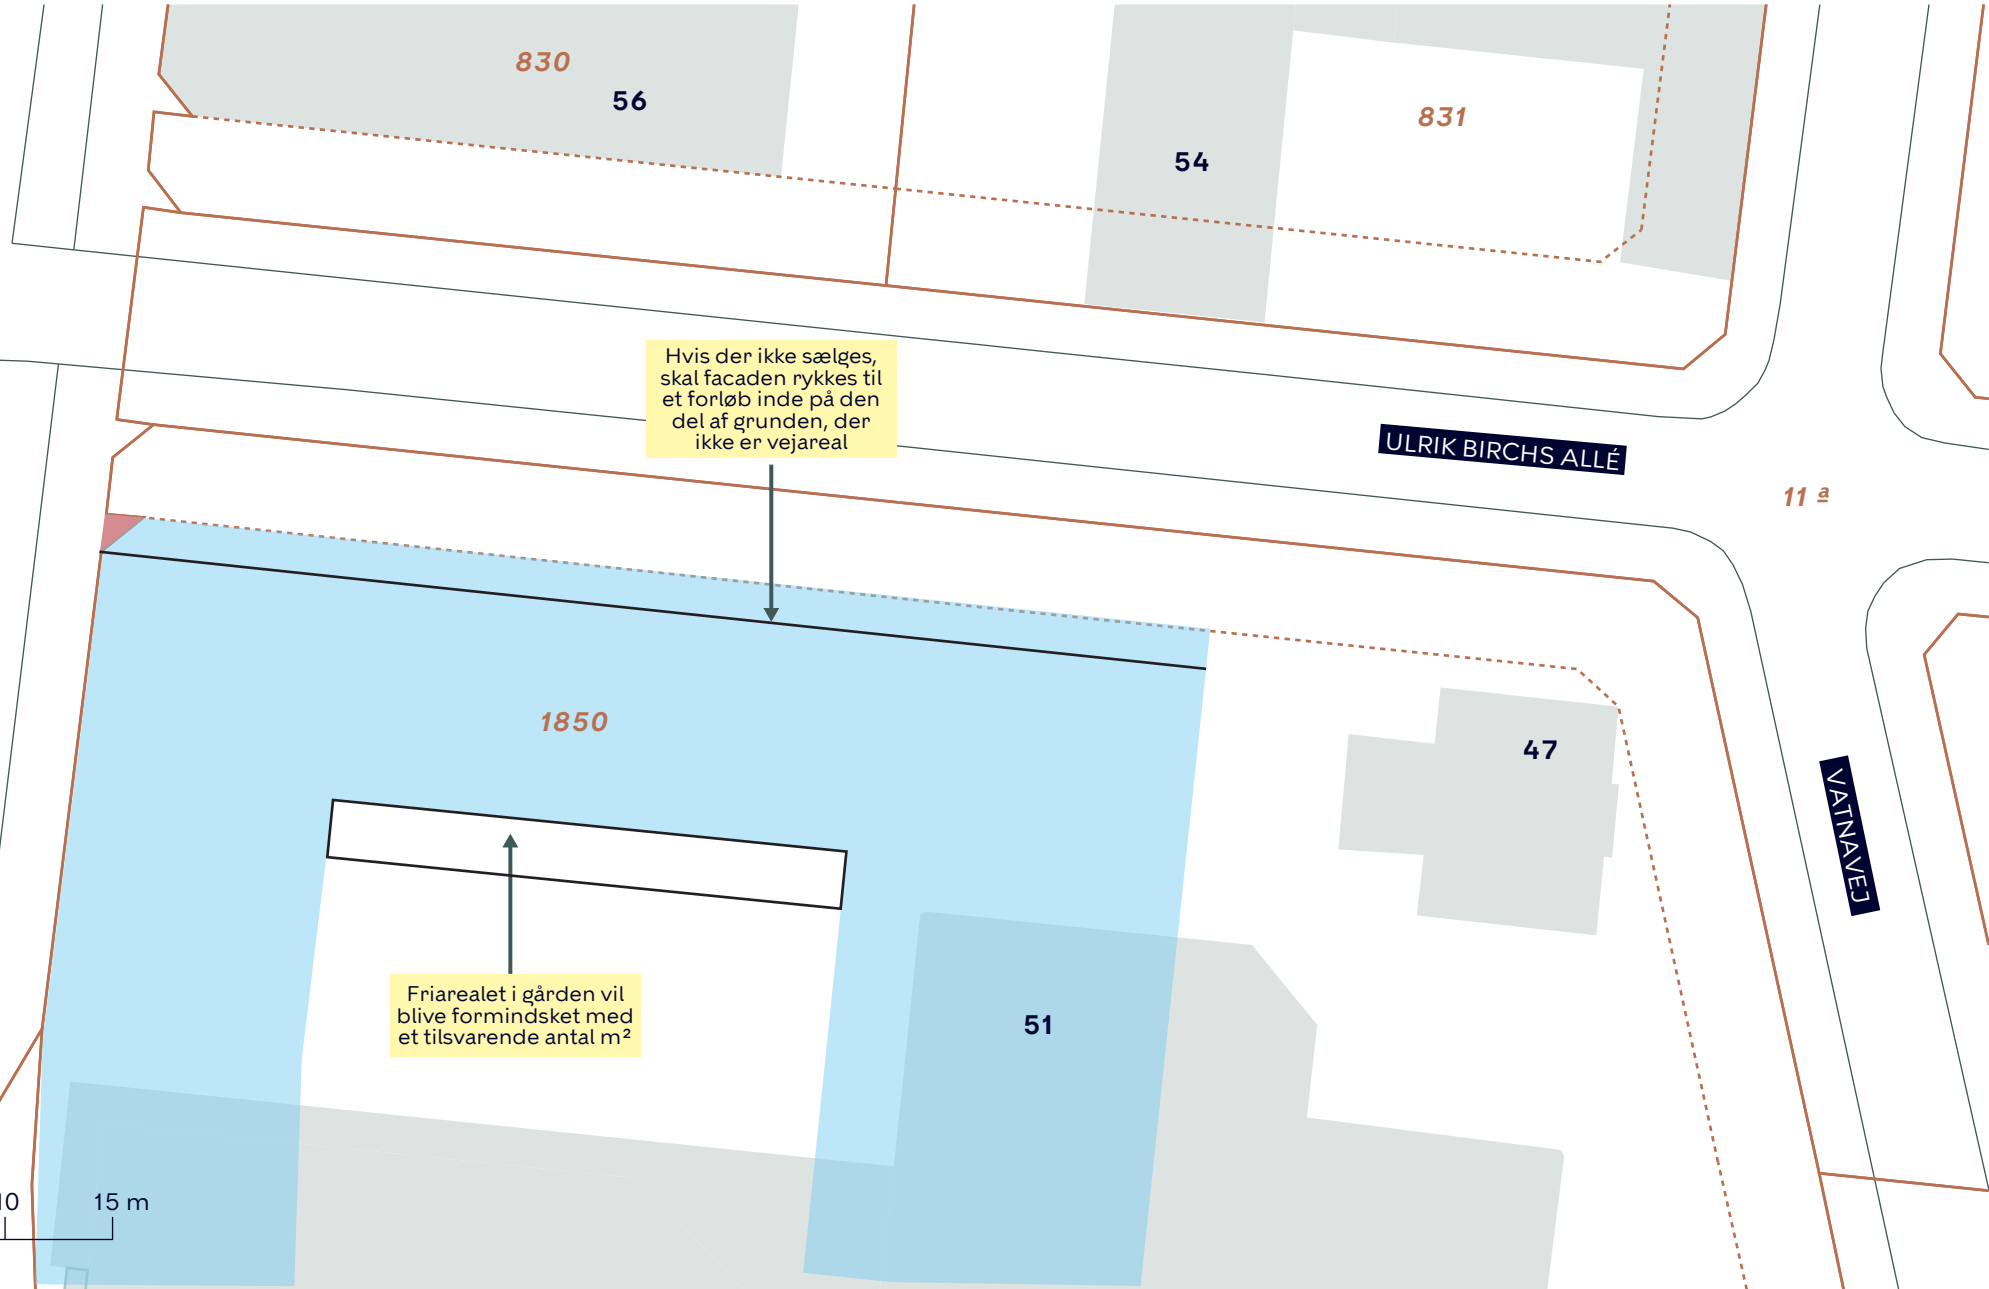 830
56
831
54
Hvis der ikke sælges,
skal facaden rykkes til
et forløb inde på den
del af grunden, der
ikke er vejareal
ULRIK BIRCHS ALLÉ
11 ª
1850
47
VATNAVEJ
Friarealet i gården vil
blive formindsket med
et tilsvarende antal m²
51
10 15 m